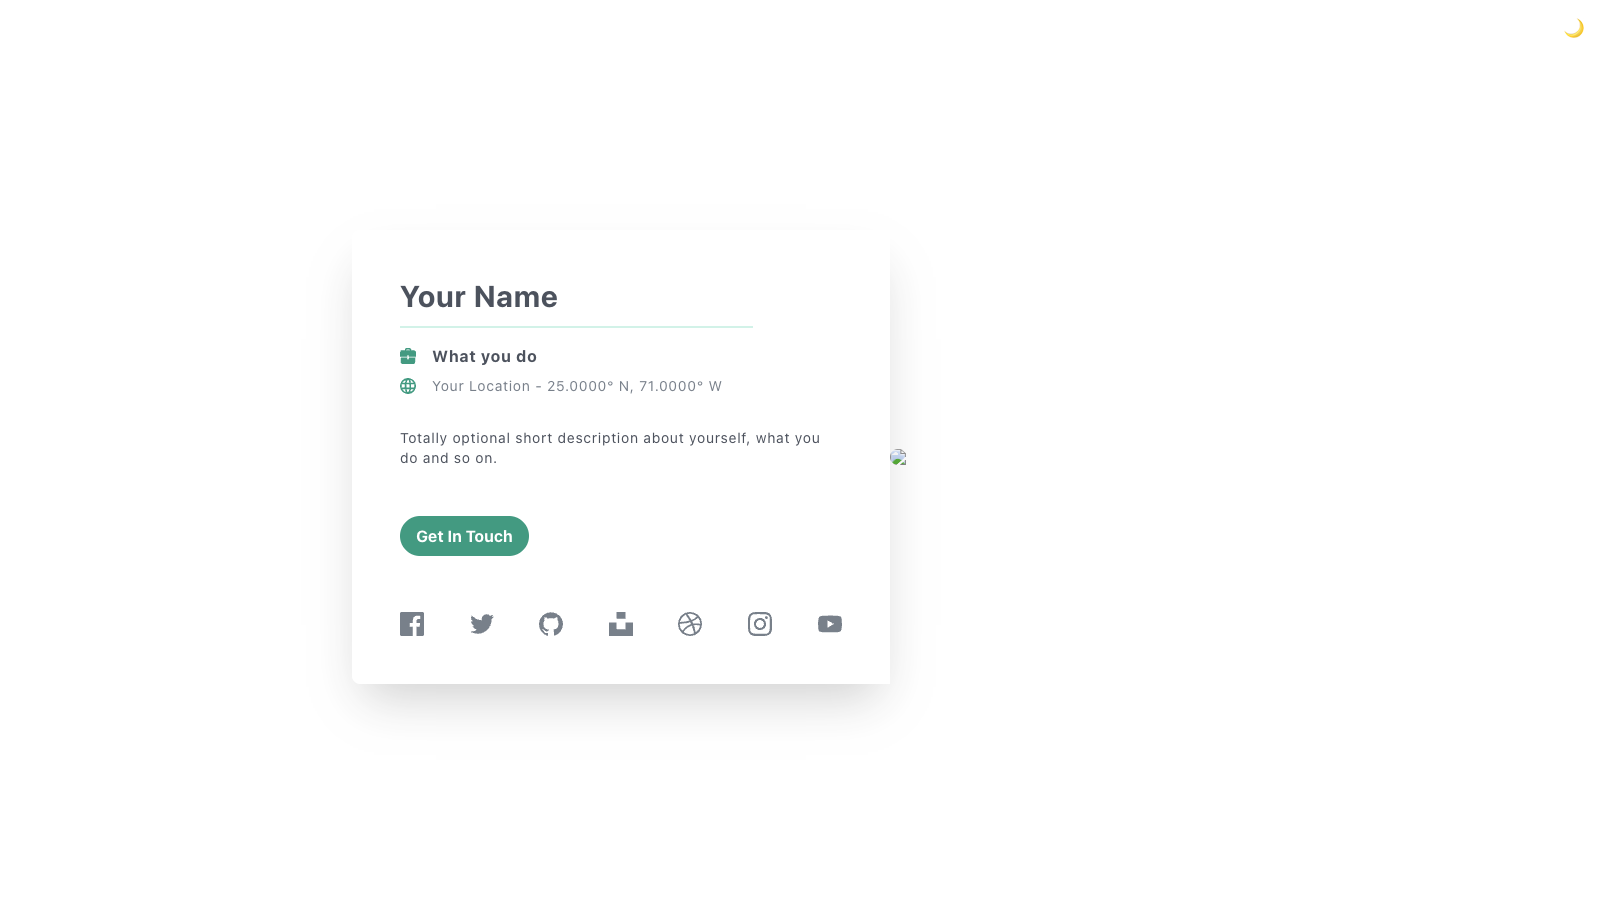 Your Name
What you do
Your Location - 25.0000° N, 71.0000° W
Totally optional short description about yourself, what you
do and so on.
Get In Touch